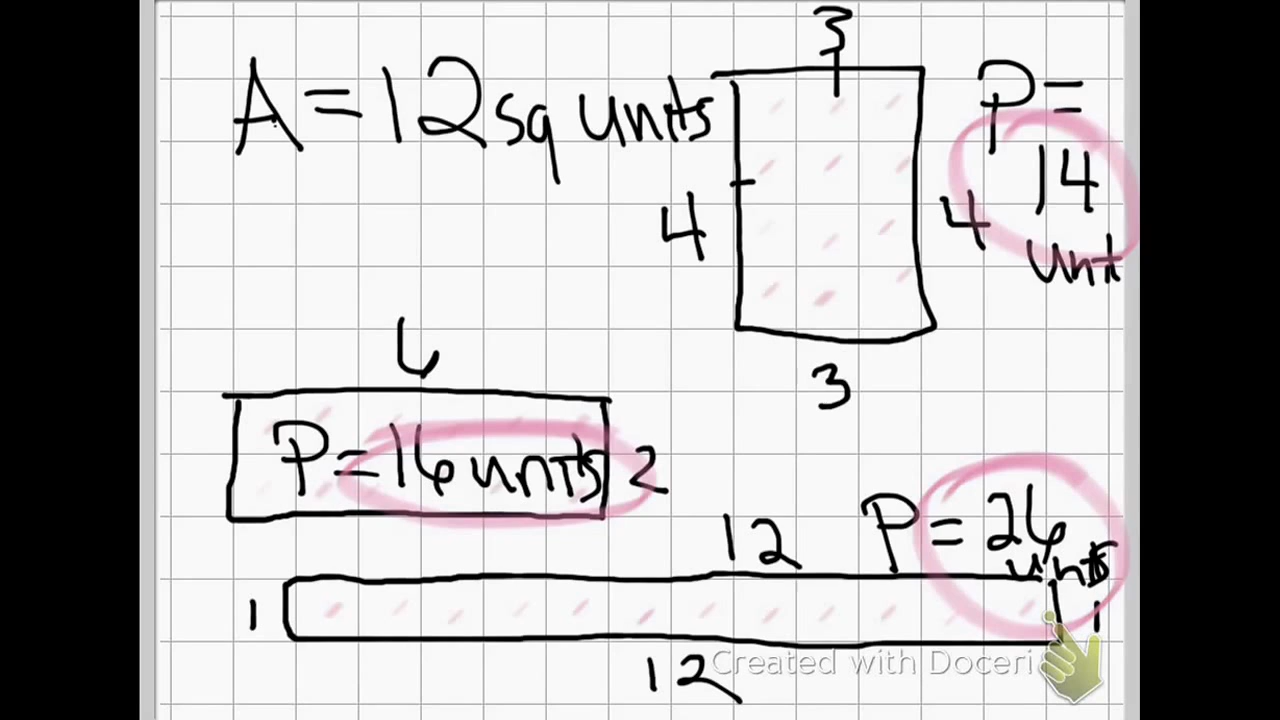 3
A = 12 sq units
P =
14
unit
4
4
3
6
P = 16 units
2
12
P = 26
units
1
1
12
Created with Doceri